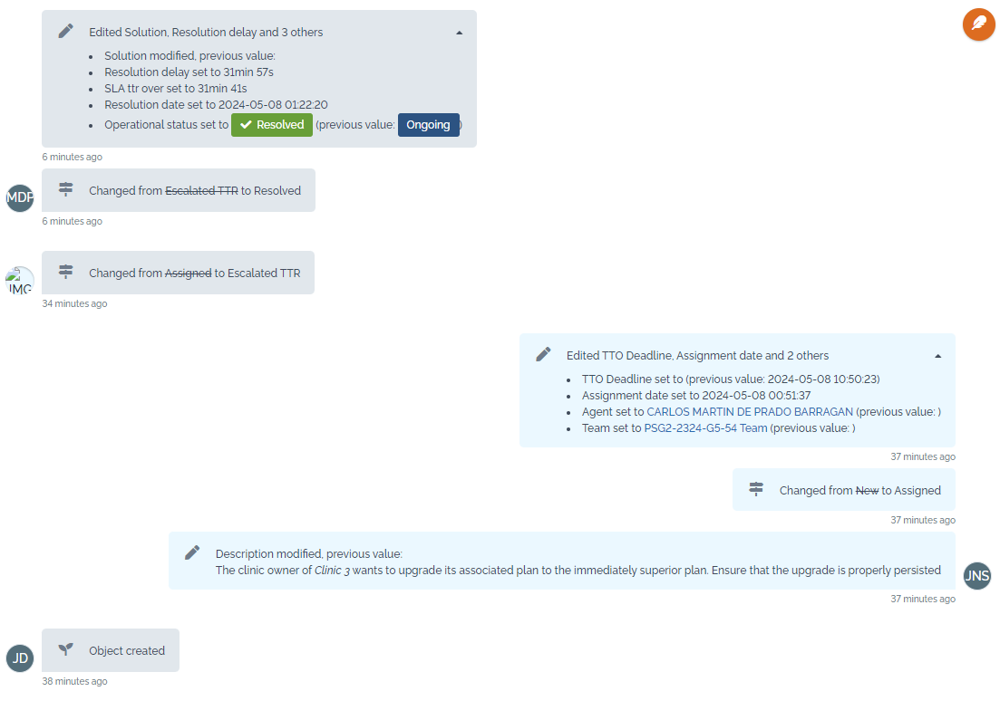 Edited Solution, Resolution delay and 3 others
Solution modified, previous value:
Resolution delay set to 31min 57s
SLA ttr over set to 31min 41s
Resolution date set to 2024-05-08 01:22:20
Operational status set to Resolved (previous value: Ongoing )
6 minutes ago
MDP
Changed from Escalated TTR to Resolved
6 minutes ago
IMG
Changed from Assigned to Escalated TTR
34 minutes ago
Edited TTO Deadline, Assignment date and 2 others
TTO Deadline set to (previous value: 2024-05-08 10:50:23)
Assignment date set to 2024-05-08 00:51:37
Agent set to CARLOS MARTIN DE PRADO BARRAGAN (previous value: )
Team set to PSG2-2324-G5-54 Team (previous value: )
37 minutes ago
Changed from New to Assigned
37 minutes ago
Description modified, previous value:
The clinic owner of Clinic 3 wants to upgrade its associated plan to the immediately superior plan. Ensure that the upgrade is properly persisted
JNS
37 minutes ago
JD
Object created
38 minutes ago